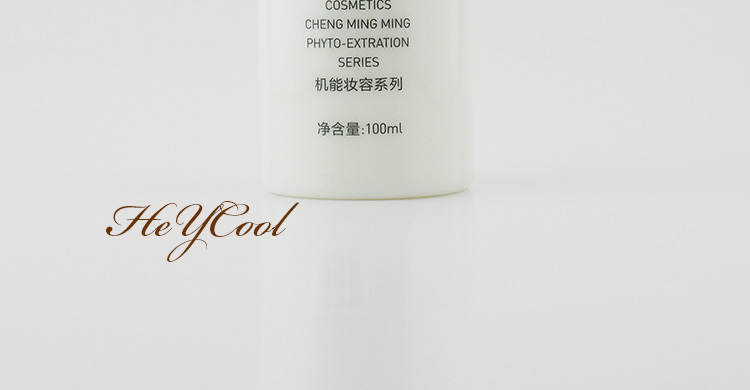 COSMETICS
CHENG MING MING
PHYTO-EXTRATION
SERIES
机能妆容系列
净含量:100ml
HeYCool